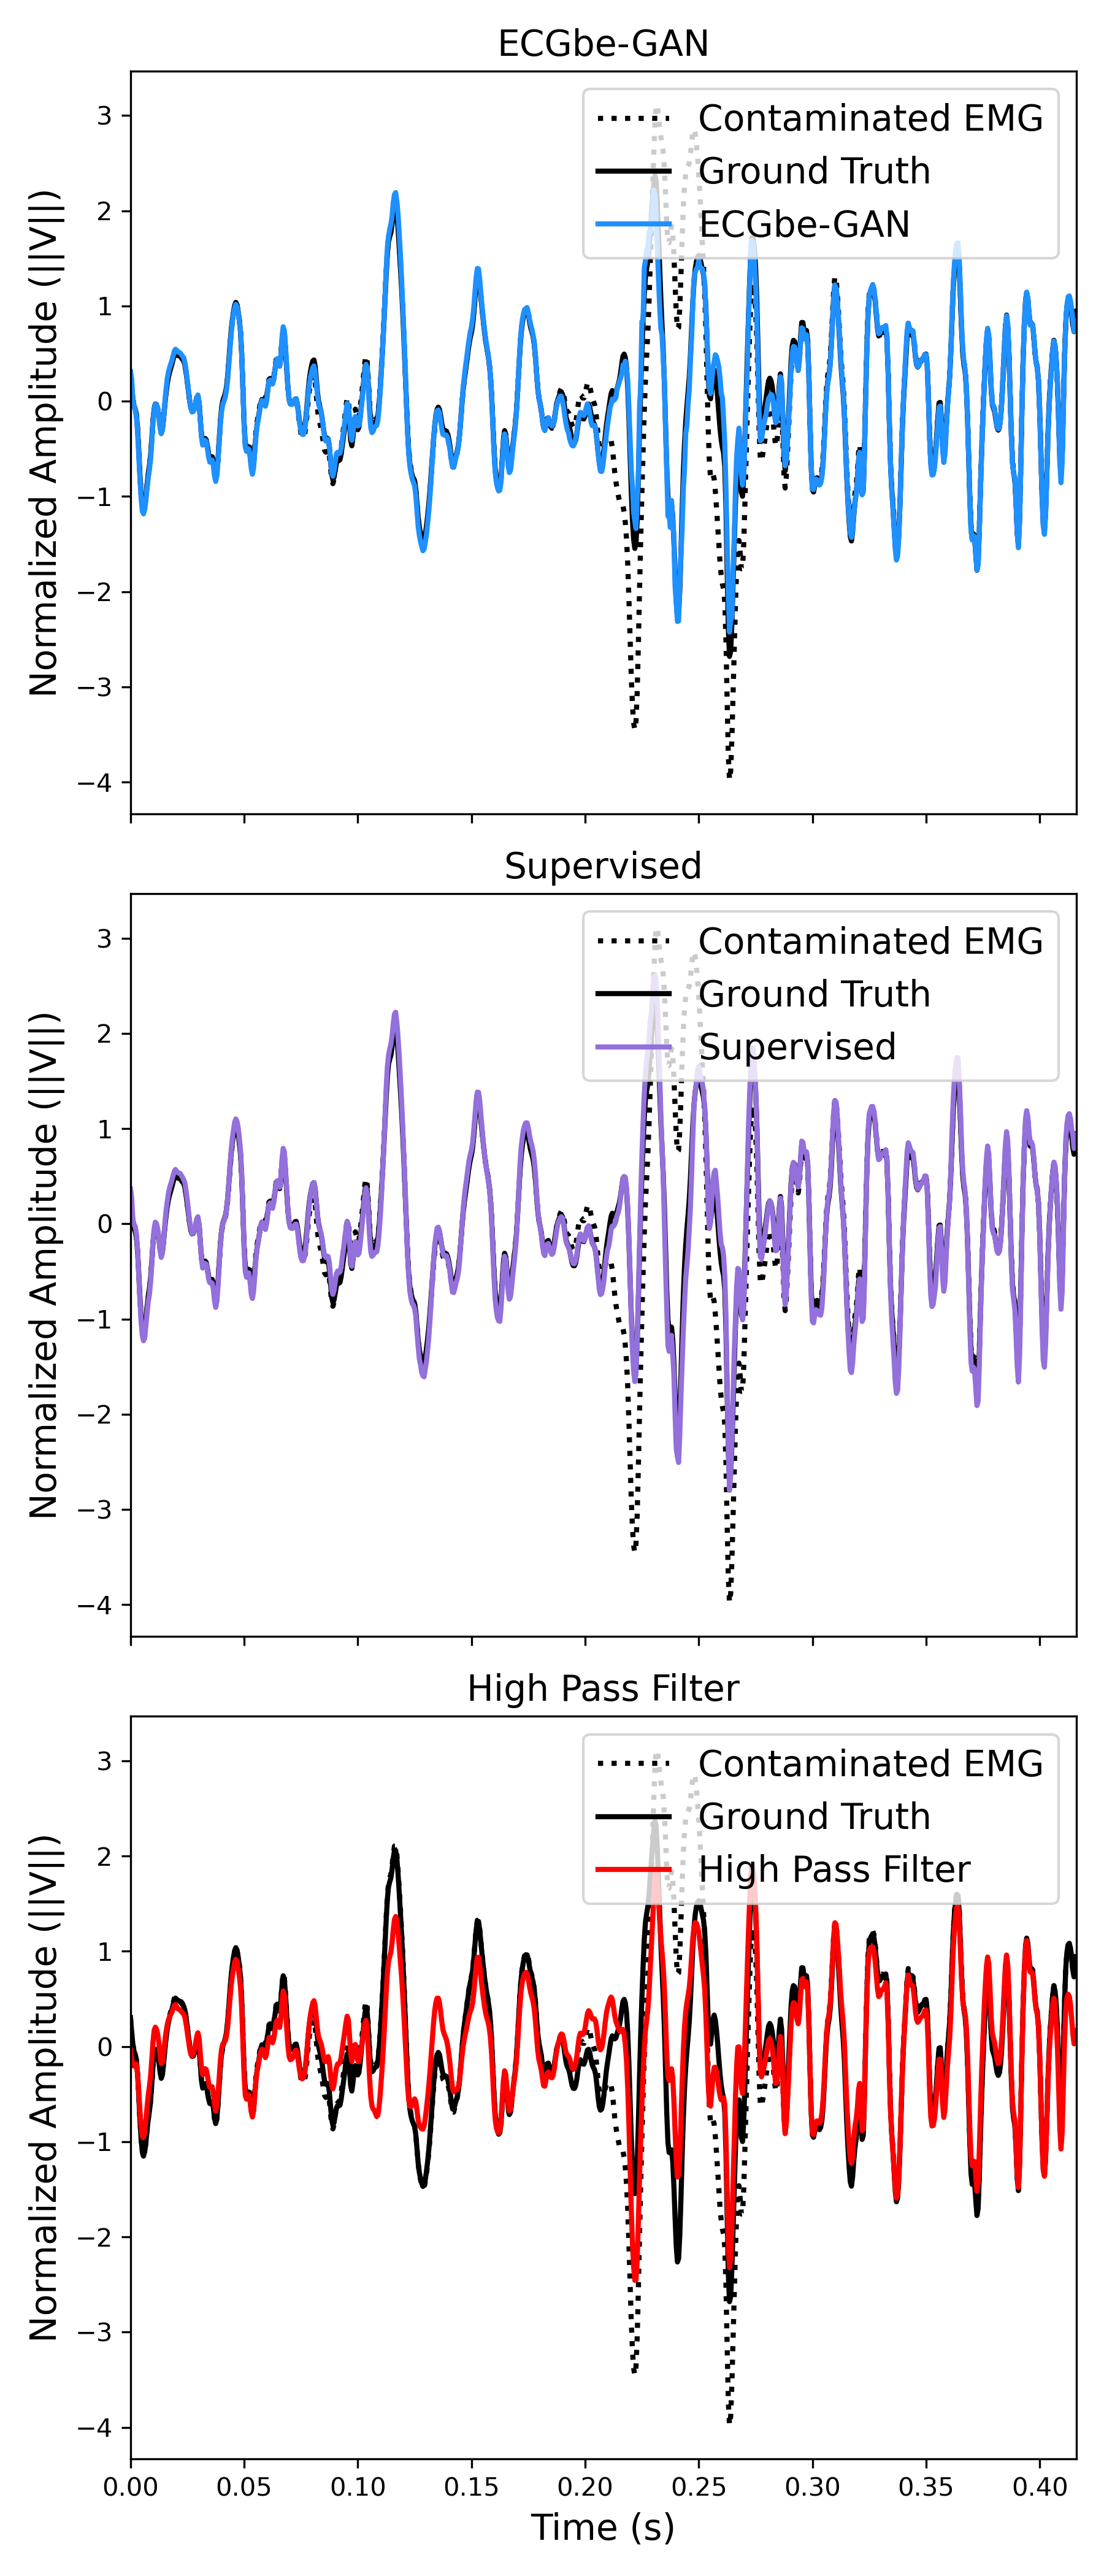 ECGbe-GAN
3
2
1
0
−1
−2
−3
−4
Normalized Amplitude (||V||)
Contaminated EMG
Ground Truth
ECGbe-GAN
Supervised
3
2
1
0
−1
−2
−3
−4
Normalized Amplitude (||V||)
Contaminated EMG
Ground Truth
Supervised
High Pass Filter
3
2
1
0
−1
−2
−3
−4
Normalized Amplitude (||V||)
Contaminated EMG
Ground Truth
High Pass Filter
0.00 0.05 0.10 0.15 0.20 0.25 0.30 0.35 0.40
Time (s)